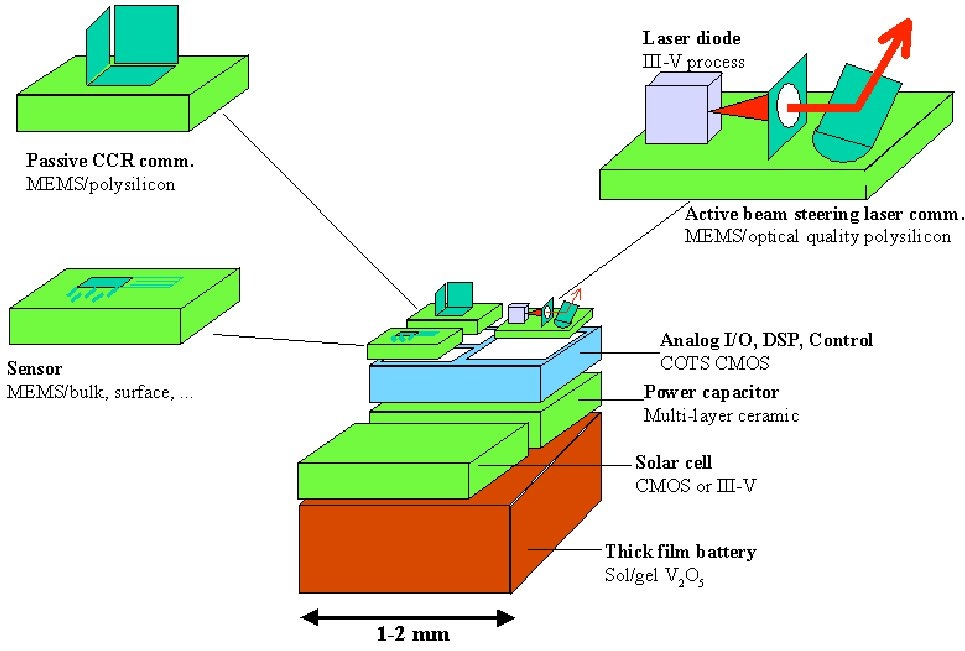 Laser diode
III-V process
Passive CCR comm.
MEMS/polysilicon
Active beam steering laser comm.
MEMS/optical quality polysilicon
Sensor
MEMS/bulk, surface, ...
Analog I/O, DSP, Control
COTS CMOS
Power capacitor
Multi-layer ceramic
Solar cell
CMOS or III-V
Thick film battery
Sol/gel V₂O₅
1-2 mm